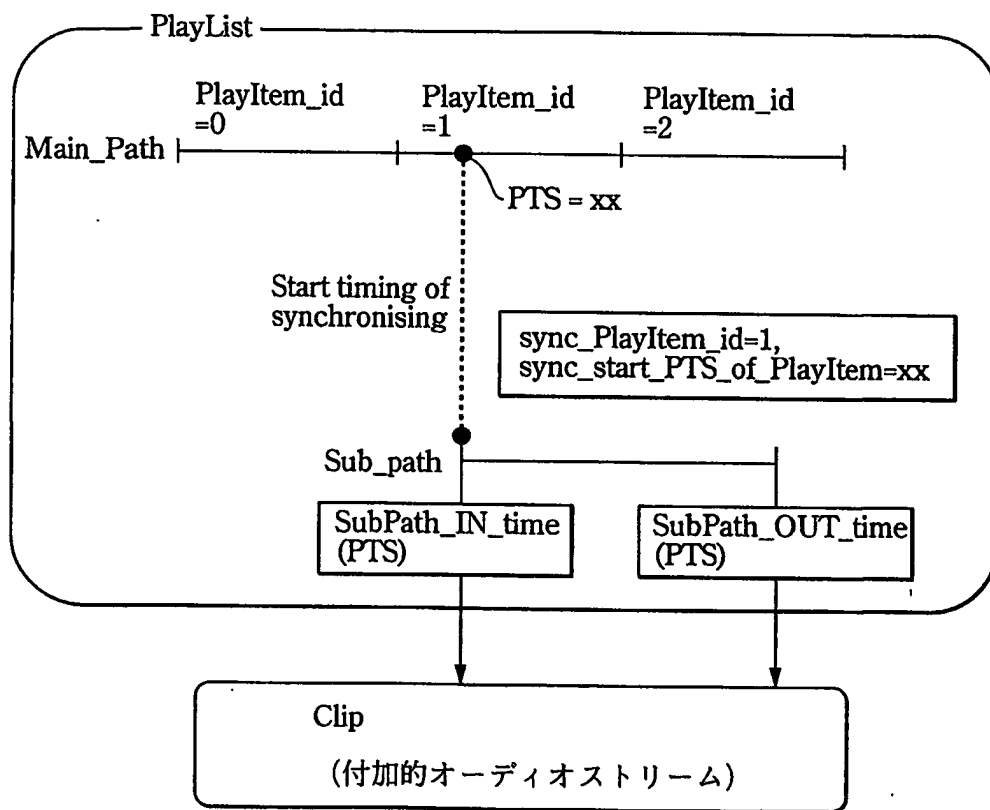 PlayList
PlayItem_id
=0
PlayItem_id
=1
PlayItem_id
=2
Main_Path
PTS = xx
Start timing of
synchronising
sync_PlayItem_id=1,
sync_start_PTS_of_PlayItem=xx
Sub_path
SubPath_IN_time
(PTS)
SubPath_OUT_time
(PTS)
Clip
(付加的オーディオストリーム)